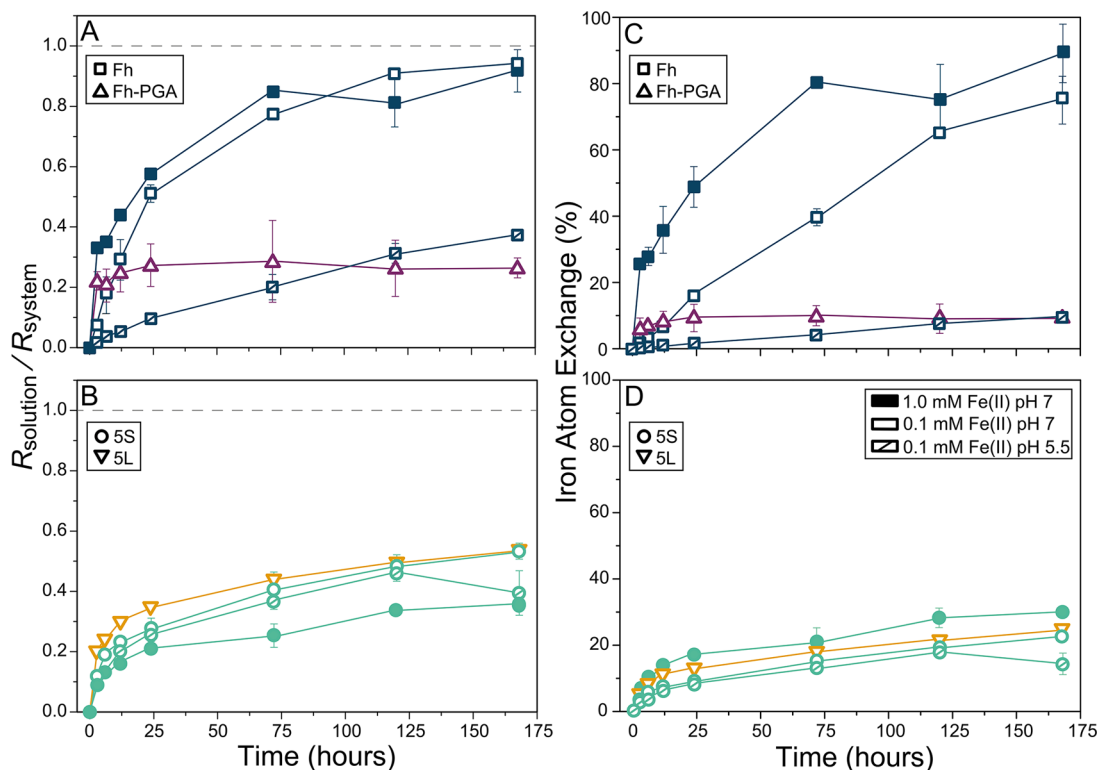 A
1.0
Fh
Fh-PGA
0.8
0.6
0.4
0.2
0.0
B
1.0
5S
5L
0.8
0.6
0.4
0.2
0.0
0 25 50 75 100 125 150 175
Time (hours)
Rsolution / Rsystem
C
100
Fh
Fh-PGA
80
60
40
20
10
0
D
100
1.0 mM Fe(II) pH 7
0.1 mM Fe(II) pH 7
0.1 mM Fe(II) pH 5.5
5S
5L
80
60
40
20
10
0
0 25 50 75 100 125 150 175
Time (hours)
Iron Atom Exchange (%)